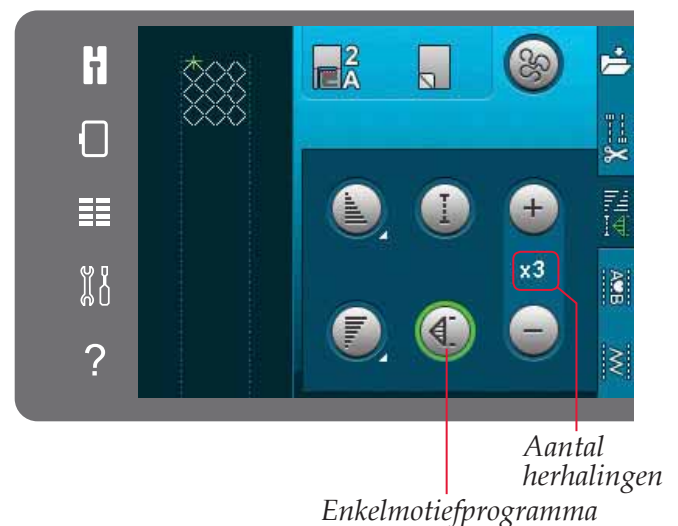 2
A
+
x3
−
?
A B
Aantal
herhalingen
Enkelmotiefprogramma